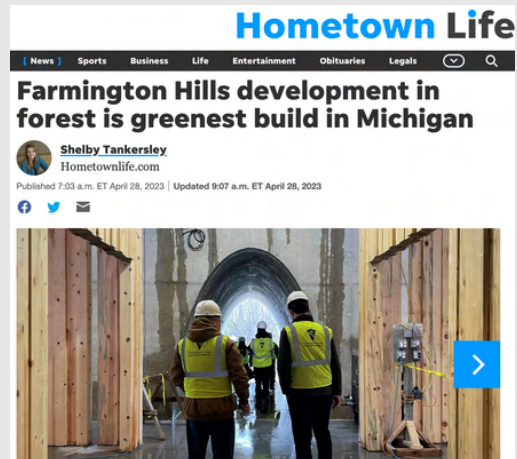 Hometown Life
[ News ] Sports Business Life Entertainment Obituaries Legals
Farmington Hills development in
forest is greenest build in Michigan
Shelby Tankersley
Hometownlife.com
Published 7:03 a.m. ET April 28, 2023 | Updated 9:07 a.m. ET April 28, 2023